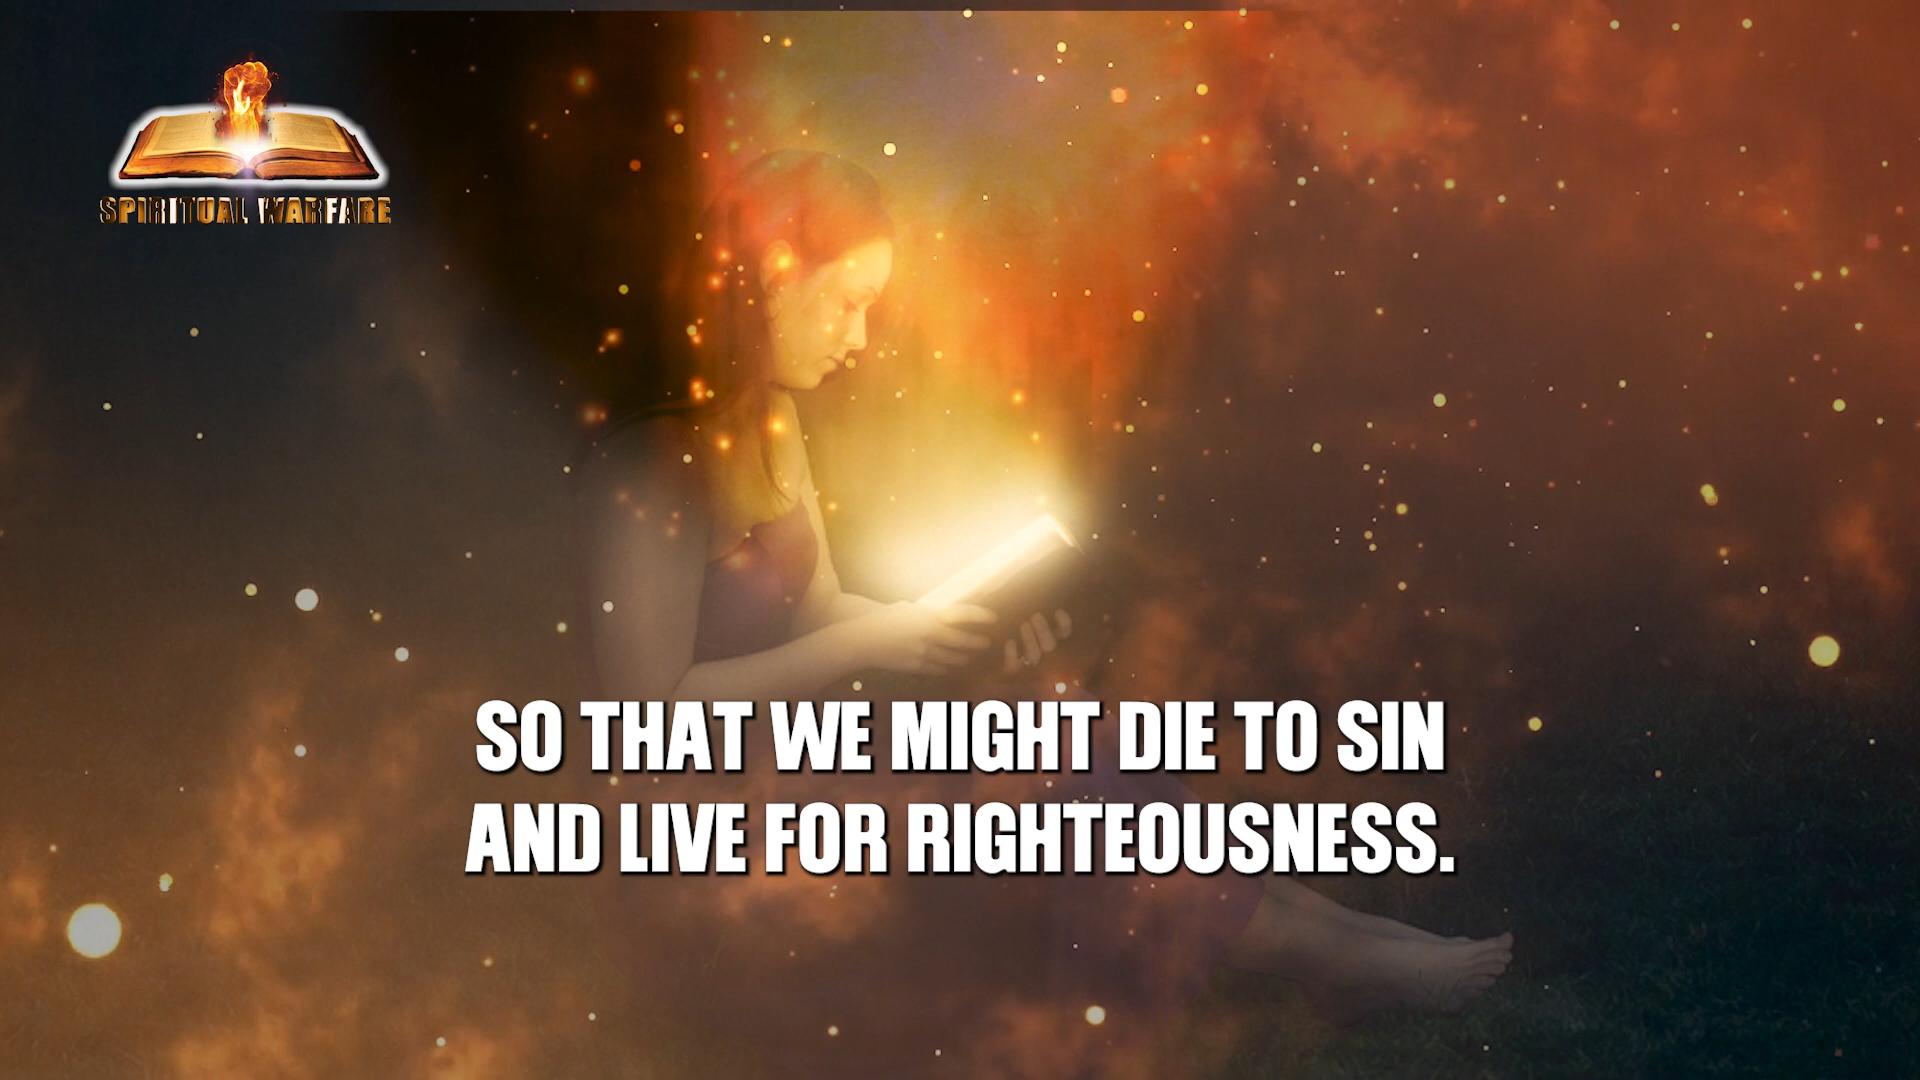 SPIRITUAL WARFARE
SO THAT WE MIGHT DIE TO SIN
AND LIVE FOR RIGHTEOUSNESS.